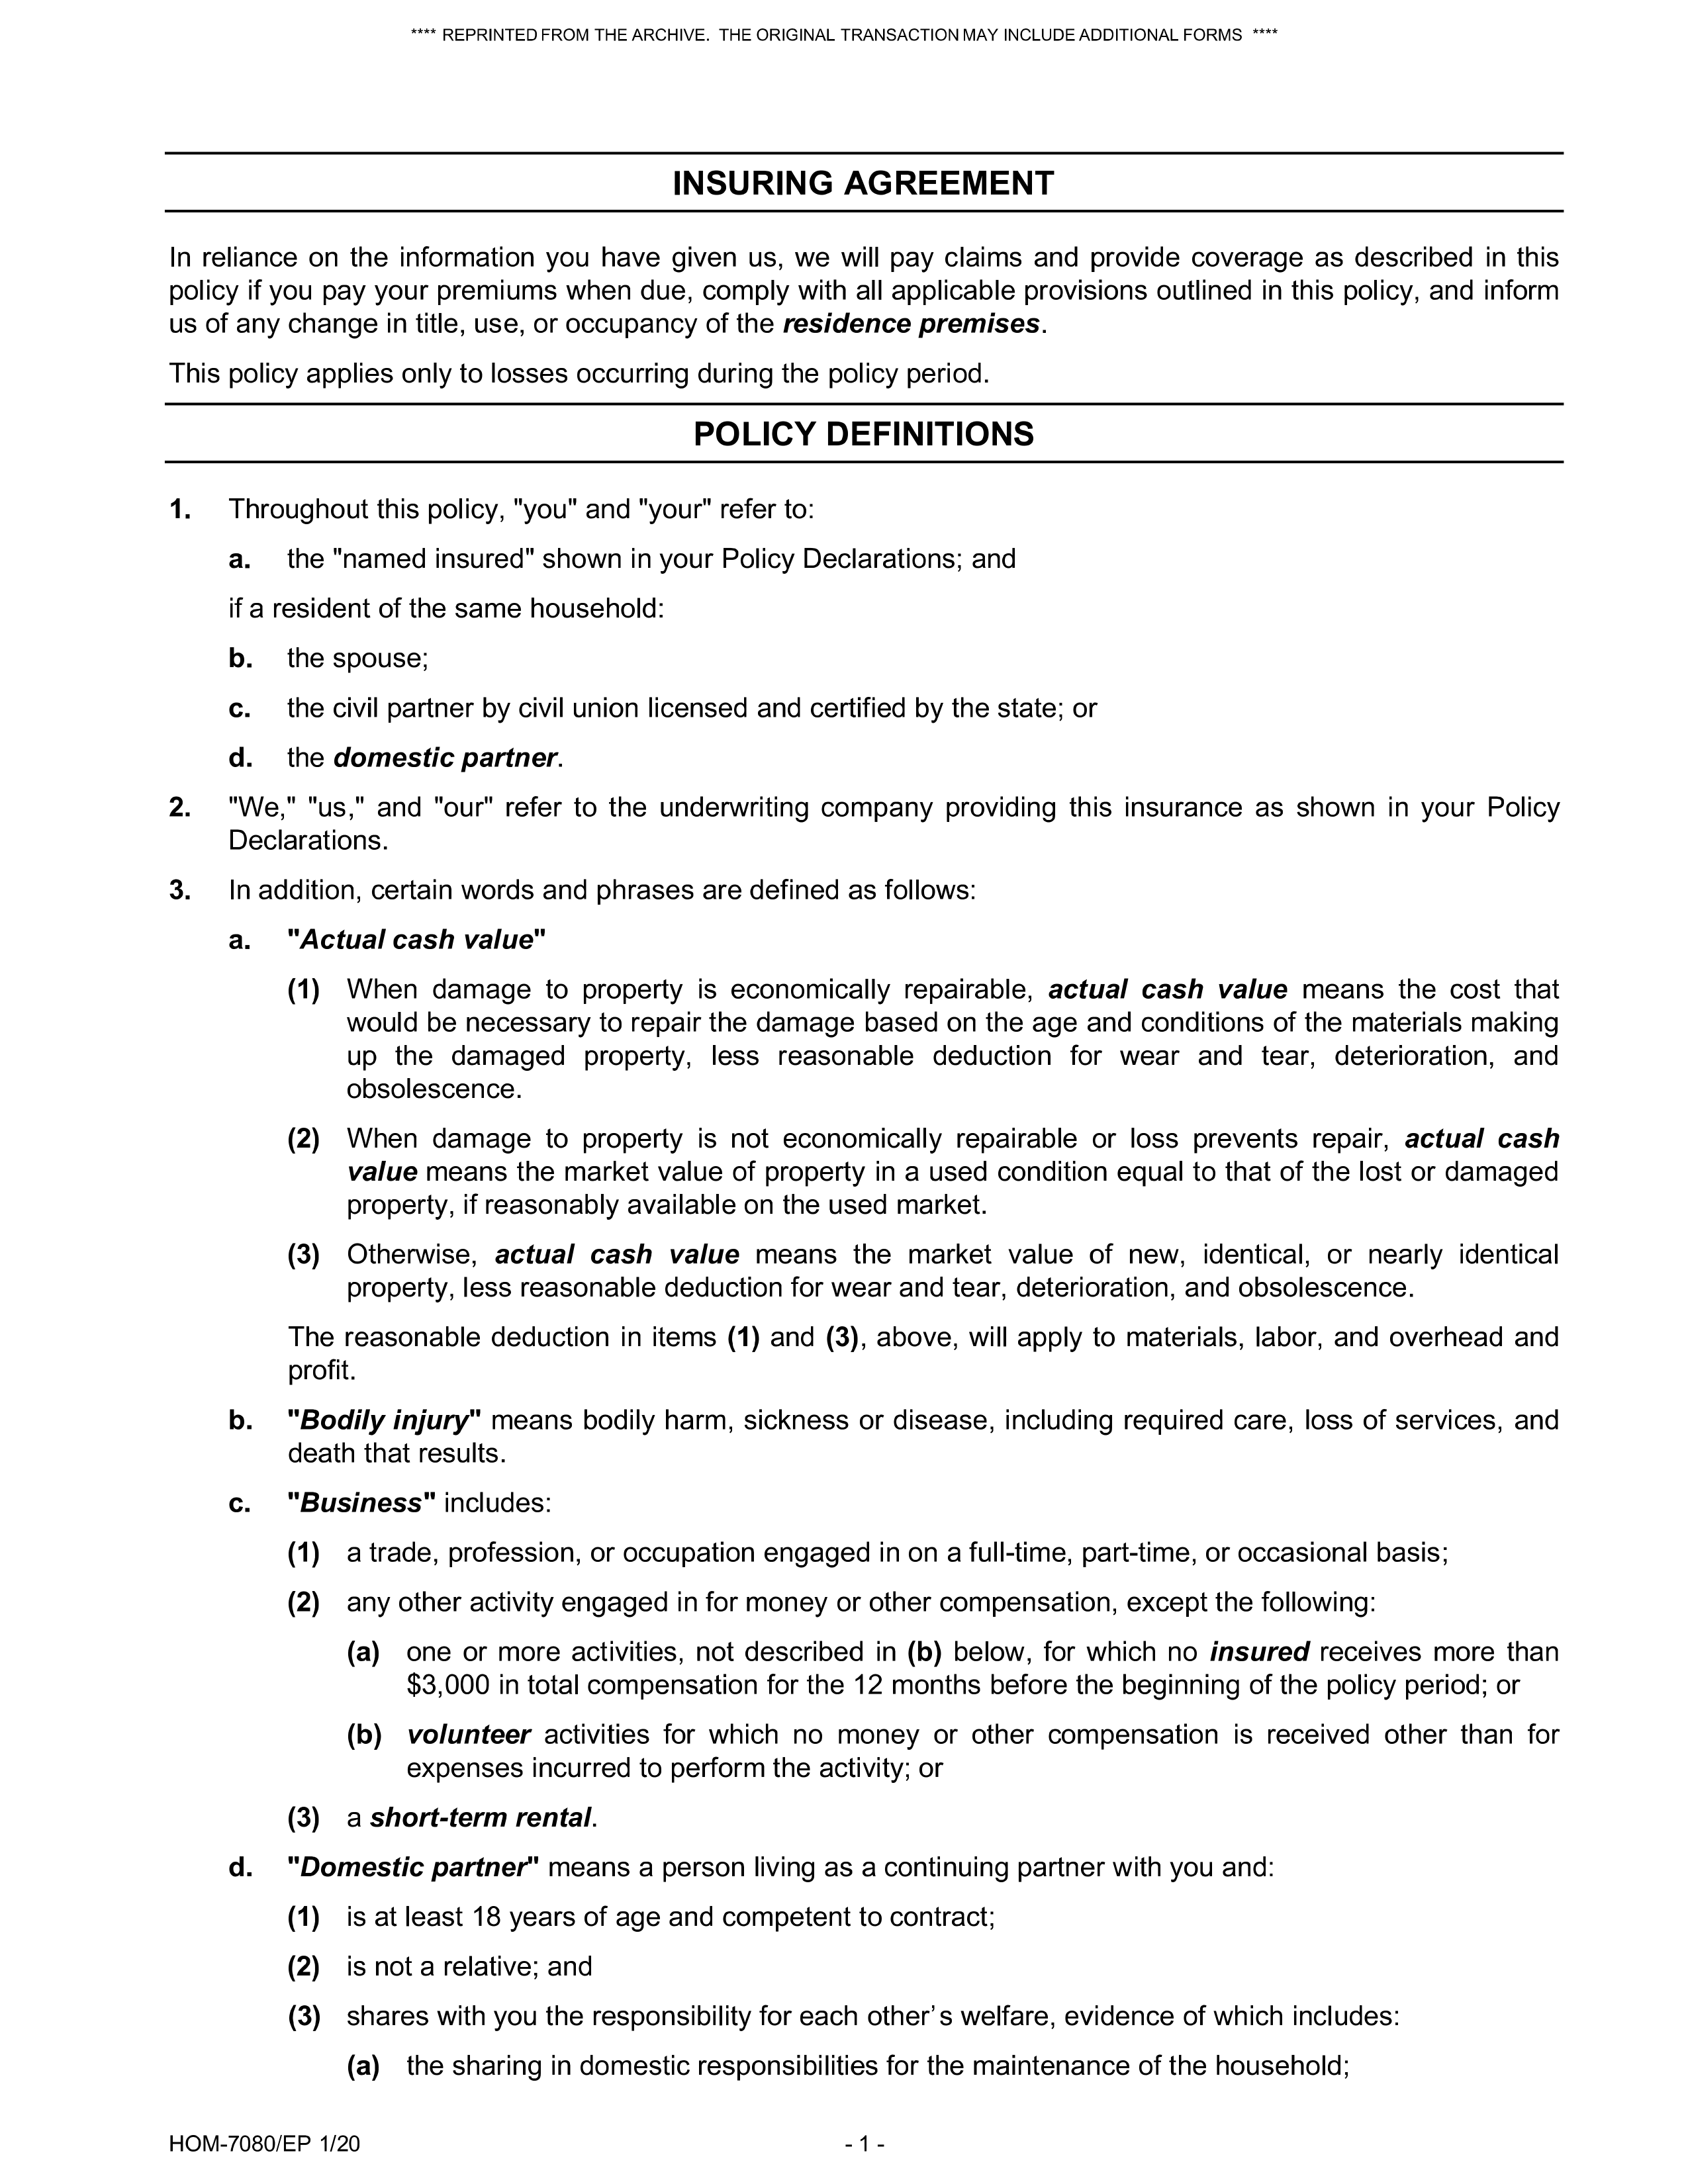 **** REPRINTED FROM THE ARCHIVE. THE ORIGINAL TRANSACTION MAY INCLUDE ADDITIONAL FORMS ****
INSURING AGREEMENT
In reliance on the information you have given us, we will pay claims and provide coverage as described in this
policy if you pay your premiums when due, comply with all applicable provisions outlined in this policy, and inform
us of any change in title, use, or occupancy of the residence premises.
This policy applies only to losses occurring during the policy period.
POLICY DEFINITIONS
1. Throughout this policy, "you" and "your" refer to:
a. the "named insured" shown in your Policy Declarations; and
if a resident of the same household:
b. the spouse;
c. the civil partner by civil union licensed and certified by the state; or
d. the domestic partner.
2. "We," "us," and "our" refer to the underwriting company providing this insurance as shown in your Policy
Declarations.
3. In addition, certain words and phrases are defined as follows:
a. "Actual cash value"
(1) When damage to property is economically repairable, actual cash value means the cost that
would be necessary to repair the damage based on the age and conditions of the materials making
up the damaged property, less reasonable deduction for wear and tear, deterioration, and
obsolescence.
(2) When damage to property is not economically repairable or loss prevents repair, actual cash
value means the market value of property in a used condition equal to that of the lost or damaged
property, if reasonably available on the used market.
(3) Otherwise, actual cash value means the market value of new, identical, or nearly identical
property, less reasonable deduction for wear and tear, deterioration, and obsolescence.
The reasonable deduction in items (1) and (3), above, will apply to materials, labor, and overhead and
profit.
b. "Bodily injury" means bodily harm, sickness or disease, including required care, loss of services, and
death that results.
c. "Business" includes:
(1) a trade, profession, or occupation engaged in on a full-time, part-time, or occasional basis;
(2) any other activity engaged in for money or other compensation, except the following:
(a) one or more activities, not described in (b) below, for which no insured receives more than
$3,000 in total compensation for the 12 months before the beginning of the policy period; or
(b) volunteer activities for which no money or other compensation is received other than for
expenses incurred to perform the activity; or
(3) a short-term rental.
d. "Domestic partner" means a person living as a continuing partner with you and:
(1) is at least 18 years of age and competent to contract;
(2) is not a relative; and
(3) shares with you the responsibility for each other's welfare, evidence of which includes:
(a) the sharing in domestic responsibilities for the maintenance of the household;
HOM-7080/EP 1/20 - 1 -